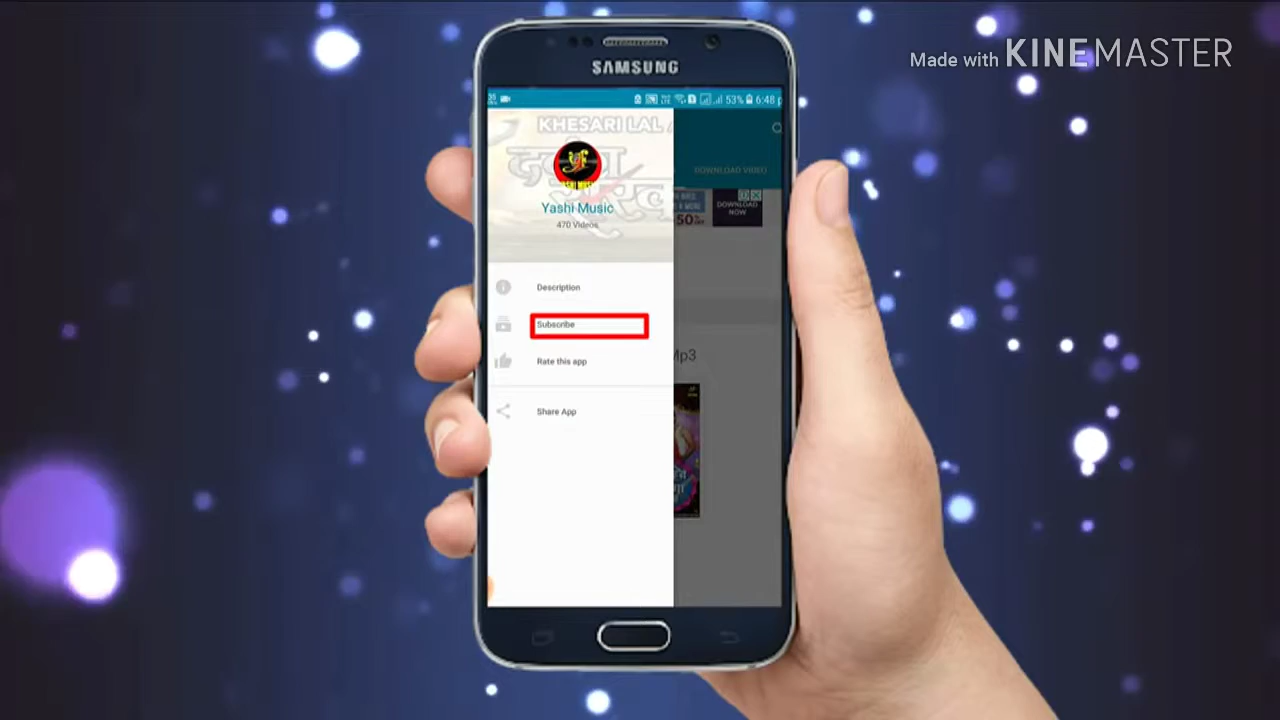 Made with KINEMASTER
SAMSUNG
53% 6:48
KHESARI LAL
Yashi Music
470 Videos
DOWNLOAD VIDEO
DOWNLOAD
NOW
50%
Description
Subscribe
Rate this app
Mp3
Share App